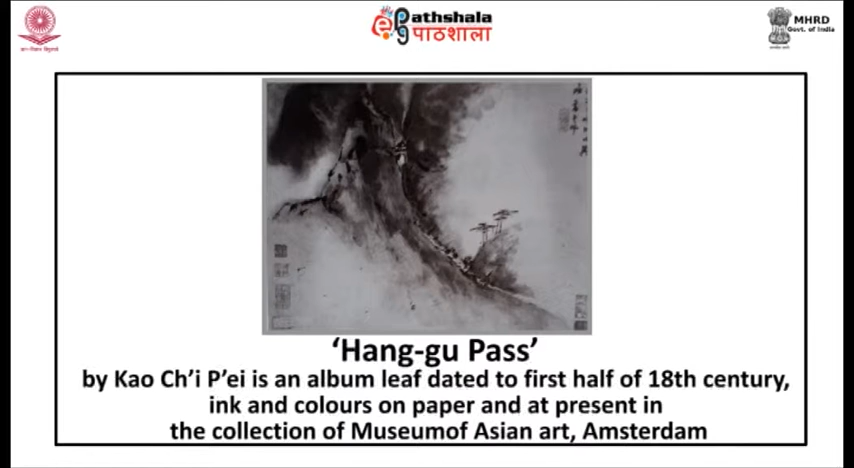 ePathshala
पाठशाला
MHRD
Govt. of India
‘Hang-gu Pass’
by Kao Ch’i P’ei is an album leaf dated to first half of 18th century,
ink and colours on paper and at present in
the collection of Museumof Asian art, Amsterdam